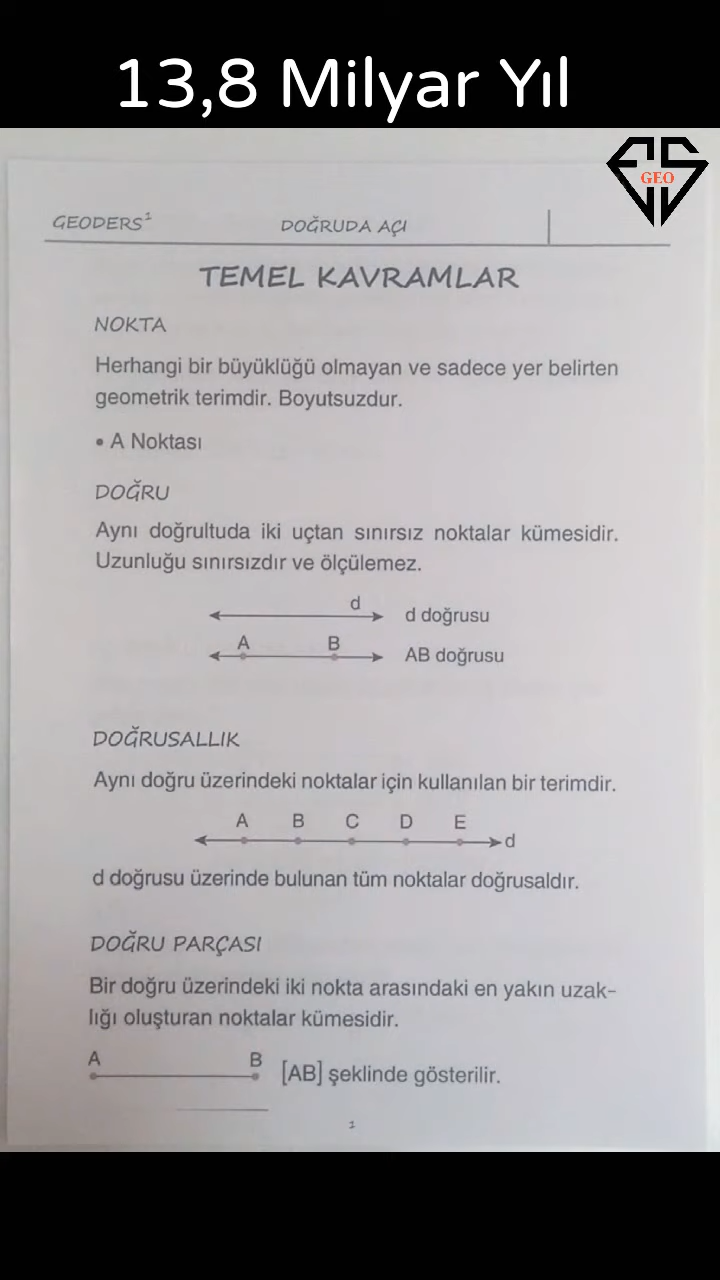 13,8 Milyar Yıl
GEO
GEODERS¹ DOĞRUDA AÇI
TEMEL KAVRAMLAR
NOKTA
Herhangi bir büyüklüğü olmayan ve sadece yer belirten
geometrik terimdir. Boyutsuzdur.
• A Noktası
DOĞRU
Aynı doğrultuda iki uçtan sınırsız noktalar kümesidir.
Uzunluğu sınırsızdır ve ölçülemez.
d
d doğrusu
A B
AB doğrusu
DOĞRUSALLIK
Aynı doğru üzerindeki noktalar için kullanılan bir terimdir.
A B C D E
d
d doğrusu üzerinde bulunan tüm noktalar doğrusaldır.
DOĞRU PARÇASI
Bir doğru üzerindeki iki nokta arasındaki en yakın uzak-
lığı oluşturan noktalar kümesidir.
A B
[AB] şeklinde gösterilir.
1